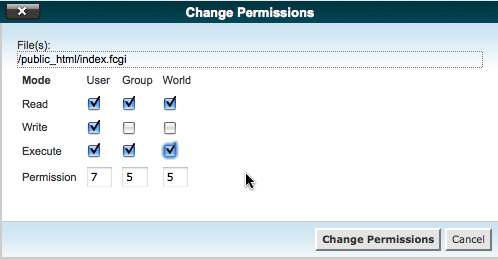 Change Permissions
File(s):
/public_html/index.fcgi
Mode User Group World
Read
Write
Execute
Permission 7 5 5
Change Permissions Cancel